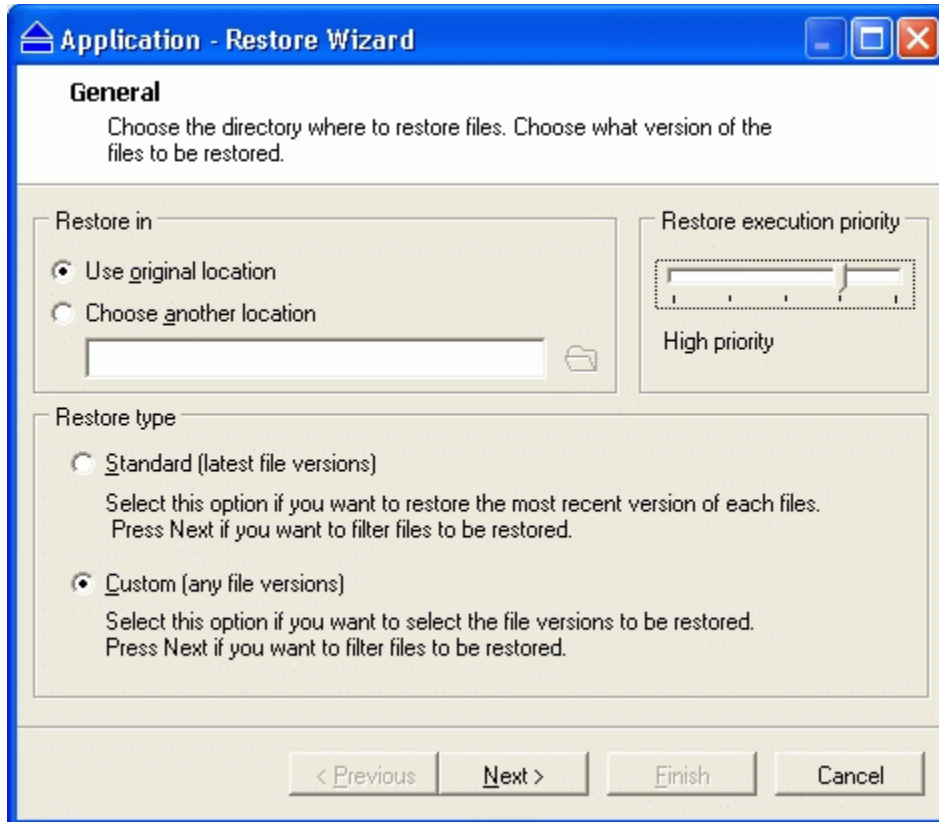 Application - Restore Wizard
General
Choose the directory where to restore files. Choose what version of the
files to be restored.
Restore in
Use original location
Choose another location
Restore execution priority
High priority
Restore type
Standard (latest file versions)
Select this option if you want to restore the most recent version of each files.
Press Next if you want to filter files to be restored.
Custom (any file versions)
Select this option if you want to select the file versions to be restored.
Press Next if you want to filter files to be restored.
< Previous
Next >
Finish
Cancel